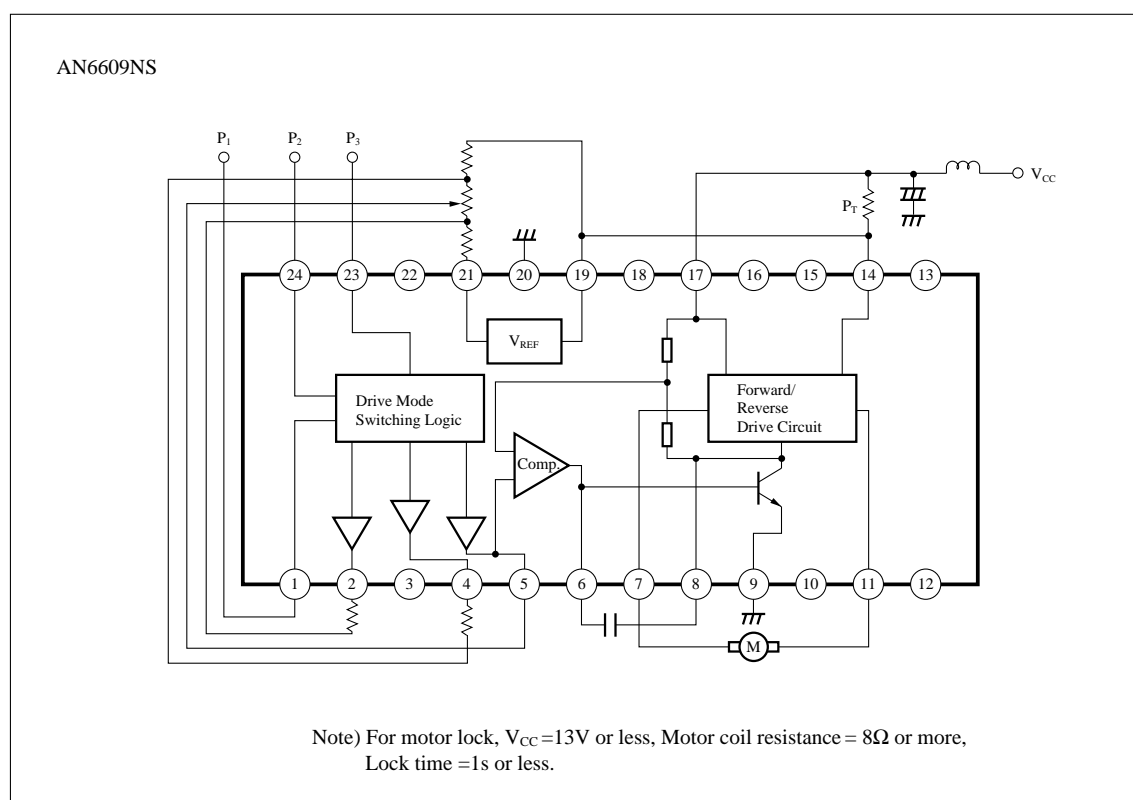 AN6609NS
P1
P2
P3
VCC
PT
24
23
22
21
20
19
18
17
16
15
14
13
VREF
Drive Mode
Switching Logic
Forward/
Reverse
Drive Circuit
Comp.
1
2
3
4
5
6
7
8
9
10
11
12
M
Note) For motor lock, VCC =13V or less, Motor coil resistance = 8Ω or more,
Lock time =1s or less.